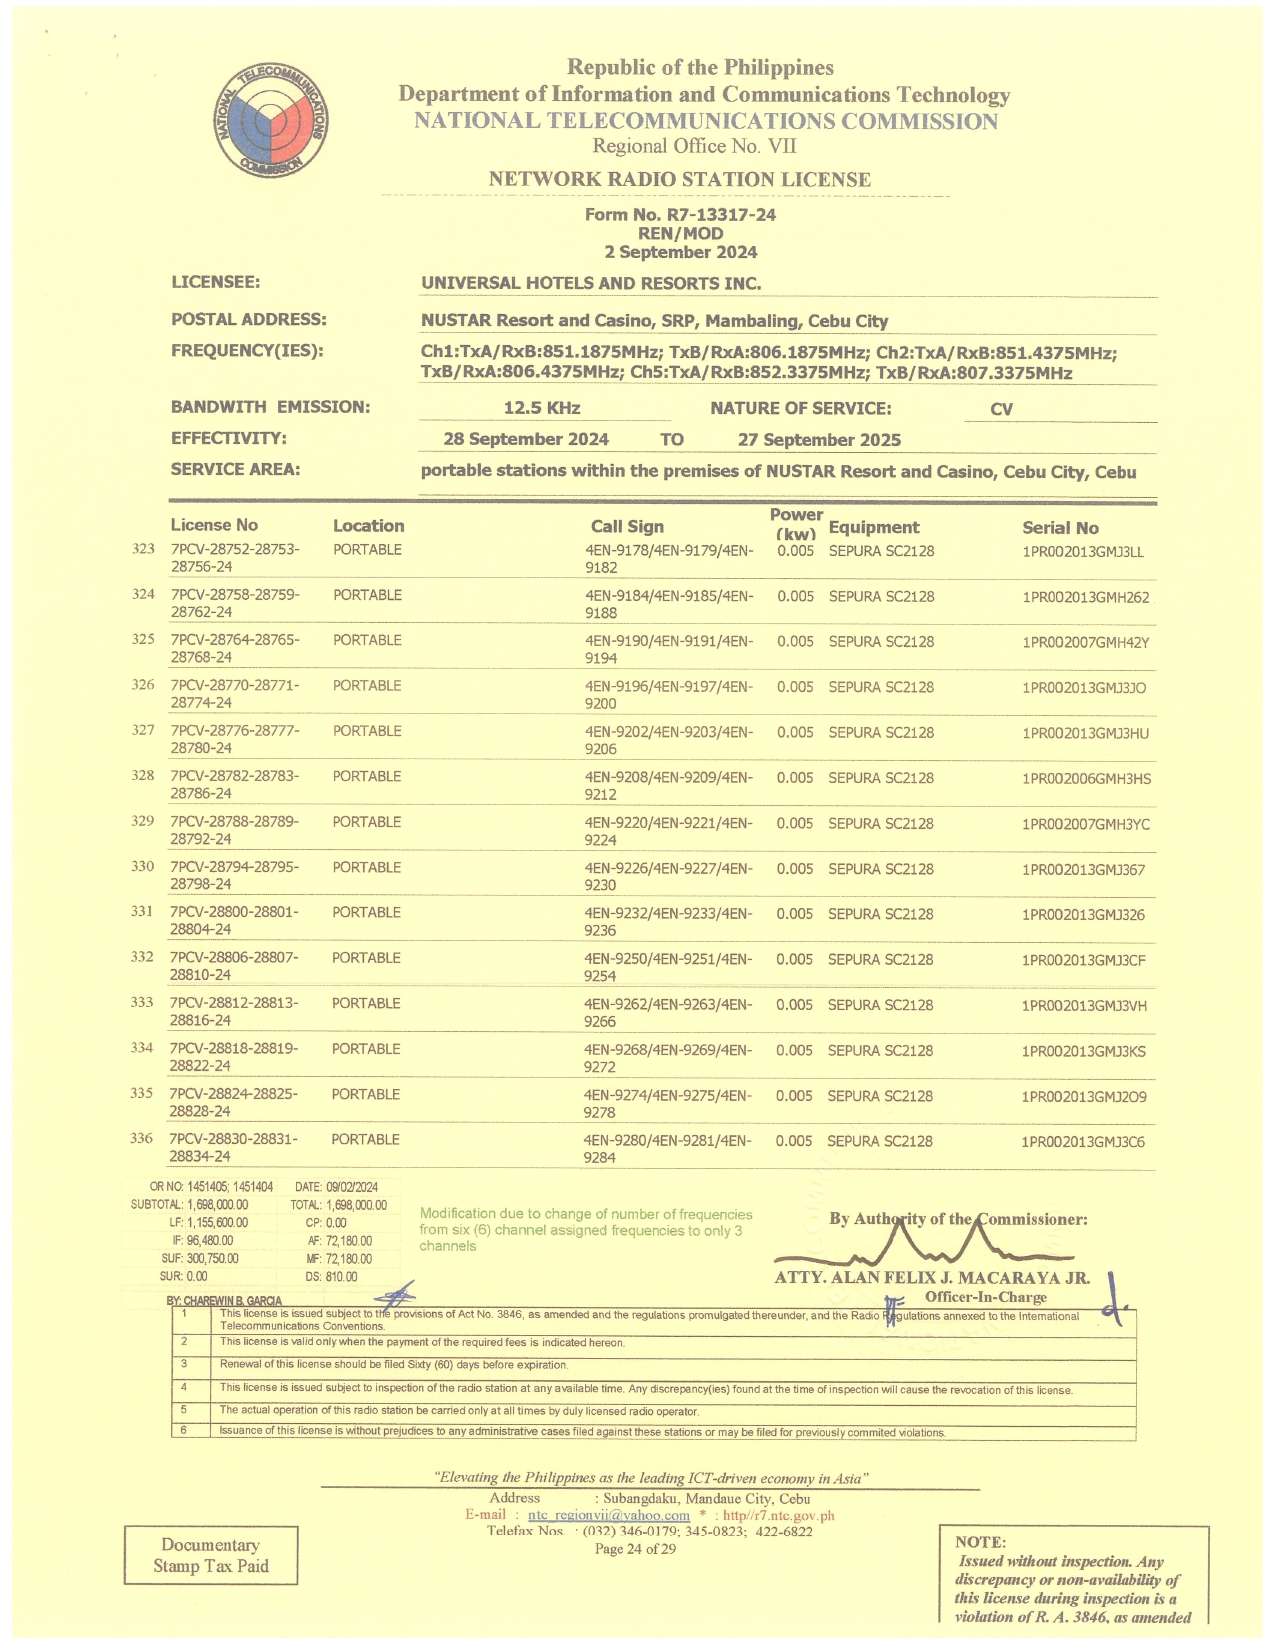 NATIONAL TELECOMMUNICATIONS COMMISSION
Republic of the Philippines
Department of Information and Communications Technology
NATIONAL TELECOMMUNICATIONS COMMISSION
Regional Office No. VII
NETWORK RADIO STATION LICENSE
Form No. R7-13317-24
REN/MOD
2 September 2024
LICENSEE: UNIVERSAL HOTELS AND RESORTS INC.
POSTAL ADDRESS: NUSTAR Resort and Casino, SRP, Mambaling, Cebu City
FREQUENCY(IES): Ch1:TxA/RxB:851.1875MHz; TxB/RxA:806.1875MHz; Ch2:TxA/RxB:851.4375MHz;
TxB/RxA:806.4375MHz; Ch5:TxA/RxB:852.3375MHz; TxB/RxA:807.3375MHz
BANDWITH EMISSION: 12.5 KHz NATURE OF SERVICE: CV
EFFECTIVITY: 28 September 2024 TO 27 September 2025
SERVICE AREA: portable stations within the premises of NUSTAR Resort and Casino, Cebu City, Cebu
License No Location Call Sign Power (kw) Equipment Serial No
323 7PCV-28752-28753- PORTABLE 4EN-9178/4EN-9179/4EN- 0.005 SEPURA SC2128 1PR002013GMJ3LL
28756-24 9182
324 7PCV-28758-28759- PORTABLE 4EN-9184/4EN-9185/4EN- 0.005 SEPURA SC2128 1PR002013GMH262
28762-24 9188
325 7PCV-28764-28765- PORTABLE 4EN-9190/4EN-9191/4EN- 0.005 SEPURA SC2128 1PR002007GMH42Y
28768-24 9194
326 7PCV-28770-28771- PORTABLE 4EN-9196/4EN-9197/4EN- 0.005 SEPURA SC2128 1PR002013GMJ3JO
28774-24 9200
327 7PCV-28776-28777- PORTABLE 4EN-9202/4EN-9203/4EN- 0.005 SEPURA SC2128 1PR002013GMJ3HU
28780-24 9206
328 7PCV-28782-28783- PORTABLE 4EN-9208/4EN-9209/4EN- 0.005 SEPURA SC2128 1PR002006GMH3HS
28786-24 9212
329 7PCV-28788-28789- PORTABLE 4EN-9220/4EN-9221/4EN- 0.005 SEPURA SC2128 1PR002007GMH3YC
28792-24 9224
330 7PCV-28794-28795- PORTABLE 4EN-9226/4EN-9227/4EN- 0.005 SEPURA SC2128 1PR002013GMJ367
28798-24 9230
331 7PCV-28800-28801- PORTABLE 4EN-9232/4EN-9233/4EN- 0.005 SEPURA SC2128 1PR002013GMJ326
28804-24 9236
332 7PCV-28806-28807- PORTABLE 4EN-9250/4EN-9251/4EN- 0.005 SEPURA SC2128 1PR002013GMJ3CF
28810-24 9254
333 7PCV-28812-28813- PORTABLE 4EN-9262/4EN-9263/4EN- 0.005 SEPURA SC2128 1PR002013GMJ3VH
28816-24 9266
334 7PCV-28818-28819- PORTABLE 4EN-9268/4EN-9269/4EN- 0.005 SEPURA SC2128 1PR002013GMJ3KS
28822-24 9272
335 7PCV-28824-28825- PORTABLE 4EN-9274/4EN-9275/4EN- 0.005 SEPURA SC2128 1PR002013GMJ2O9
28828-24 9278
336 7PCV-28830-28831- PORTABLE 4EN-9280/4EN-9281/4EN- 0.005 SEPURA SC2128 1PR002013GMJ3C6
28834-24 9284
OR NO: 1451405; 1451404 DATE: 09/02/2024
SUBTOTAL: 1,698,000.00 TOTAL: 1,698,000.00
LF: 1,155,600.00 CP: 0.00
IF: 96,480.00 AF: 72,180.00
SUF: 300,750.00 MF: 72,180.00
SUR: 0.00 DS: 810.00
BY: CHAREWIN B. GARCIA
Modification due to change of number of frequencies
from six (6) channel assigned frequencies to only 3
channels
By Authority of the Commissioner:
ATTY. ALAN FELIX J. MACARAYA JR.
Officer-In-Charge
1 This license is issued subject to the provisions of Act No. 3846, as amended and the regulations promulgated thereunder, and the Radio Regulations annexed to the International
Telecommunications Conventions.
2 This license is valid only when the payment of the required fees is indicated hereon.
3 Renewal of this license should be filed Sixty (60) days before expiration.
4 This license is issued subject to inspection of the radio station at any available time. Any discrepancy(ies) found at the time of inspection will cause the revocation of this license.
5 The actual operation of this radio station be carried only at all times by duly licensed radio operator.
6 Issuance of this license is without prejudices to any administrative cases filed against these stations or may be filed for previously commited violations.
"Elevating the Philippines as the leading ICT-driven economy in Asia"
Address : Subangdaku, Mandaue City, Cebu
E-mail : ntc_regionvii@yahoo.com * : http//r7.ntc.gov.ph
Telefax Nos. : (032) 346-0179; 345-0823; 422-6822
Page 24 of 29
Documentary
Stamp Tax Paid
NOTE:
Issued without inspection. Any
discrepancy or non-availability of
this license during inspection is a
violation of R. A. 3846, as amended